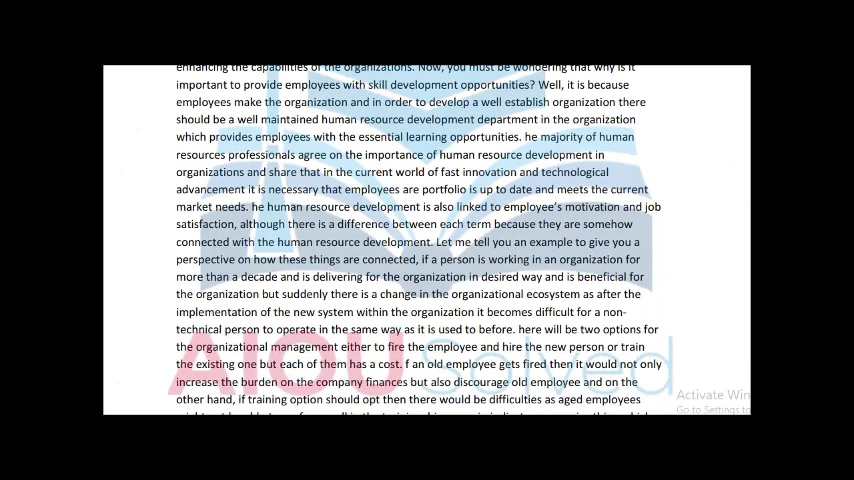 enhancing the capabilities of the organizations. Now, you must be wondering that why is it
important to provide employees with skill development opportunities? Well, it is because
employees make the organization and in order to develop a well establish organization there
should be a well maintained human resource development department in the organization
which provides employees with the essential learning opportunities. he majority of human
resources professionals agree on the importance of human resource development in
organizations and share that in the current world of fast innovation and technological
advancement it is necessary that employees are portfolio is up to date and meets the current
market needs. he human resource development is also linked to employee's motivation and job
satisfaction, although there is a difference between each term because they are somehow
connected with the human resource development. Let me tell you an example to give you a
perspective on how these things are connected, if a person is working in an organization for
more than a decade and is delivering for the organization in desired way and is beneficial for
the organization but suddenly there is a change in the organizational ecosystem as after the
implementation of the new system within the organization it becomes difficult for a non-
technical person to operate in the same way as it is used to before. here will be two options for
the organizational management either to fire the employee and hire the new person or train
the existing one but each of them has a cost. f an old employee gets fired then it would not only
increase the burden on the company finances but also discourage old employee and on the
other hand, if training option should opt then there would be difficulties as aged employees
AIOU Solved
Activate Win
Go to Settings to